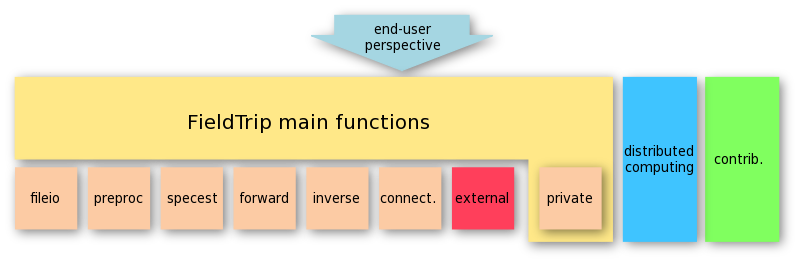 end-user
perspective
FieldTrip main functions
distributed
computing
contrib.
fileio
preproc
specest
forward
inverse
connect.
external
private